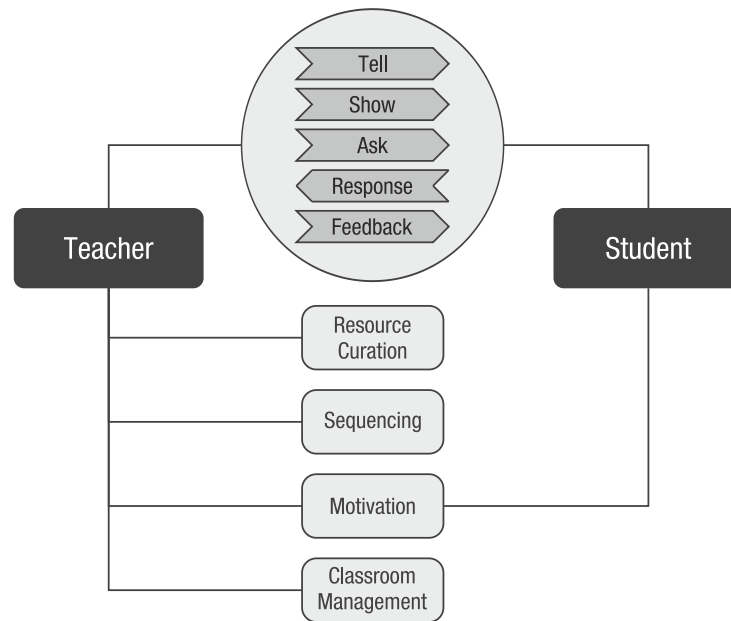 Tell
Show
Ask
Response
Feedback
Teacher
Student
Resource
Curation
Sequencing
Motivation
Classroom
Management